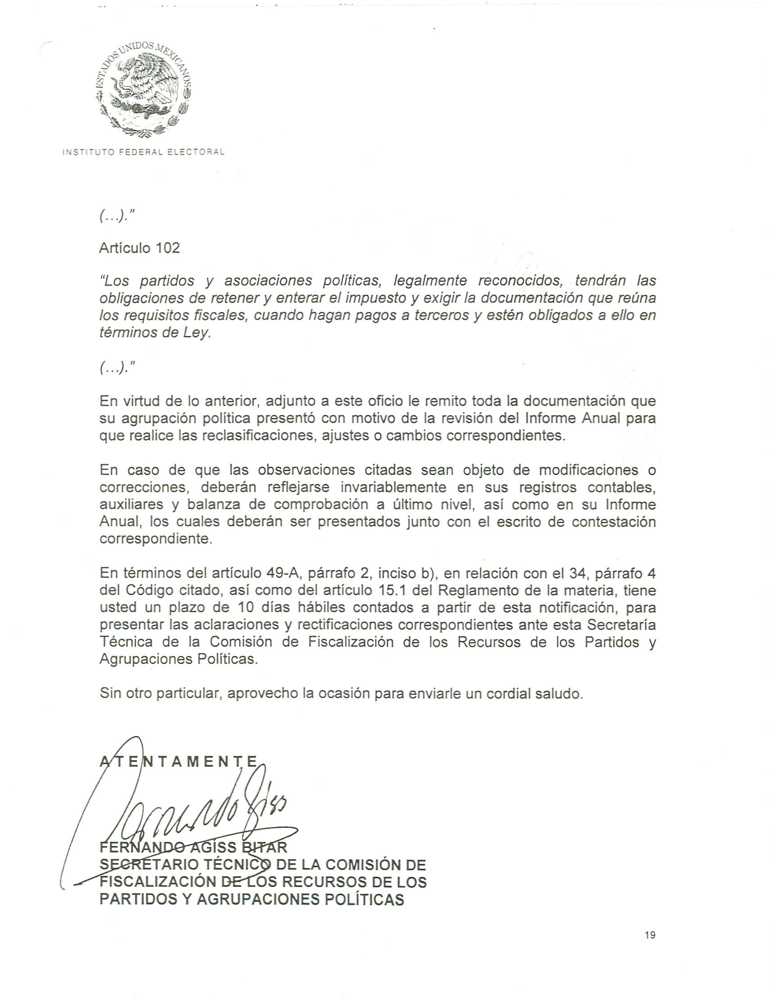 ESTADOS UNIDOS MEXICANOS
INSTITUTO FEDERAL ELECTORAL
(...).”
Artículo 102
“Los partidos y asociaciones políticas, legalmente reconocidos, tendrán las
obligaciones de retener y enterar el impuesto y exigir la documentación que reúna
los requisitos fiscales, cuando hagan pagos a terceros y estén obligados a ello en
términos de Ley.
(...).”
En virtud de lo anterior, adjunto a este oficio le remito toda la documentación que
su agrupación política presentó con motivo de la revisión del Informe Anual para
que realice las reclasificaciones, ajustes o cambios correspondientes.
En caso de que las observaciones citadas sean objeto de modificaciones o
correcciones, deberán reflejarse invariablemente en sus registros contables,
auxiliares y balanza de comprobación a último nivel, así como en su Informe
Anual, los cuales deberán ser presentados junto con el escrito de contestación
correspondiente.
En términos del artículo 49-A, párrafo 2, inciso b), en relación con el 34, párrafo 4
del Código citado, así como del artículo 15.1 del Reglamento de la materia, tiene
usted un plazo de 10 días hábiles contados a partir de esta notificación, para
presentar las aclaraciones y rectificaciones correspondientes ante esta Secretaría
Técnica de la Comisión de Fiscalización de los Recursos de los Partidos y
Agrupaciones Políticas.
Sin otro particular, aprovecho la ocasión para enviarle un cordial saludo.
A T E N T A M E N T E
Fernando Agiss
FERNANDO AGÍSS BITAR
SECRETARIO TÉCNICO DE LA COMISIÓN DE
FISCALIZACIÓN DE LOS RECURSOS DE LOS
PARTIDOS Y AGRUPACIONES POLÍTICAS
19